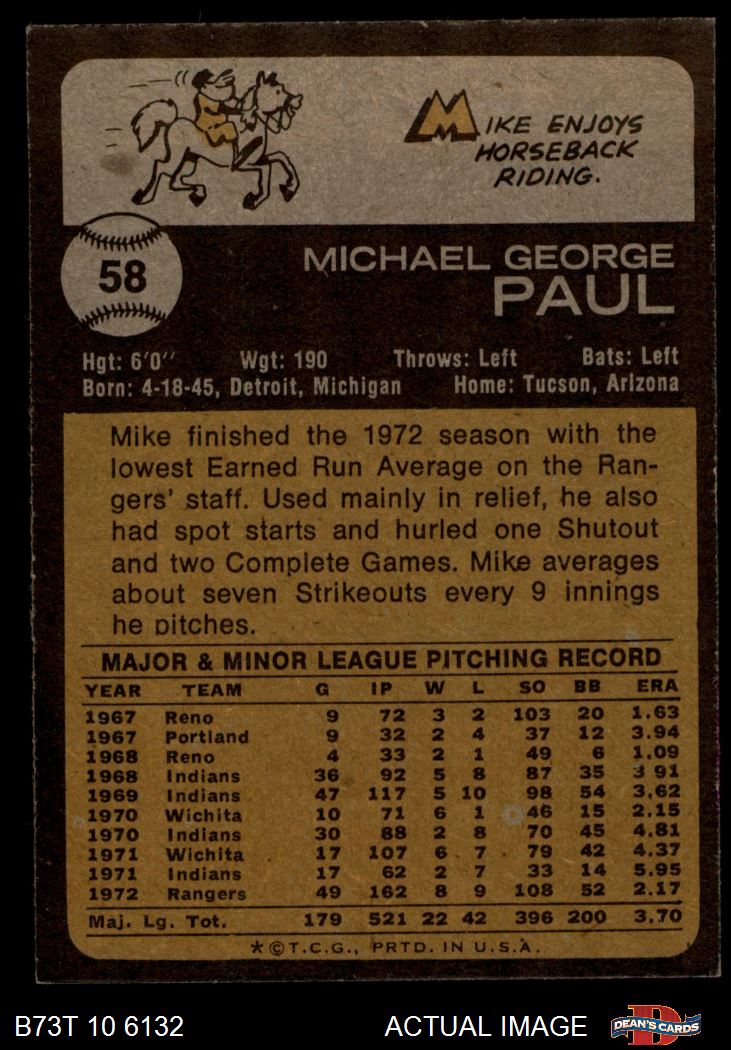 MIKE ENJOYS
HORSEBACK
RIDING.
58
MICHAEL GEORGE
PAUL
Hgt: 6'0" Wgt: 190 Throws: Left Bats: Left
Born: 4-18-45, Detroit, Michigan Home: Tucson, Arizona
Mike finished the 1972 season with the
lowest Earned Run Average on the Ran-
gers' staff. Used mainly in relief, he also
had spot starts and hurled one Shutout
and two Complete Games. Mike averages
about seven Strikeouts every 9 innings
he pitches.
MAJOR & MINOR LEAGUE PITCHING RECORD
YEAR TEAM G IP W L SO BB ERA
1967 Reno 9 72 3 2 103 20 1.63
1967 Portland 9 32 2 4 37 12 3.94
1968 Reno 4 33 2 1 49 6 1.09
1968 Indians 36 92 5 8 87 35 3 91
1969 Indians 47 117 5 10 98 54 3.62
1970 Wichita 10 71 6 1 46 15 2.15
1970 Indians 30 88 2 8 70 45 4.81
1971 Wichita 17 107 6 7 79 42 4.37
1971 Indians 17 62 2 7 33 14 5.95
1972 Rangers 49 162 8 9 108 52 2.17
Maj. Lg. Tot. 179 521 22 42 396 200 3.70
*©T.C.G., PRTD. IN U.S.A.
B73T 10 6132 ACTUAL IMAGE D DEAN'S CARDS